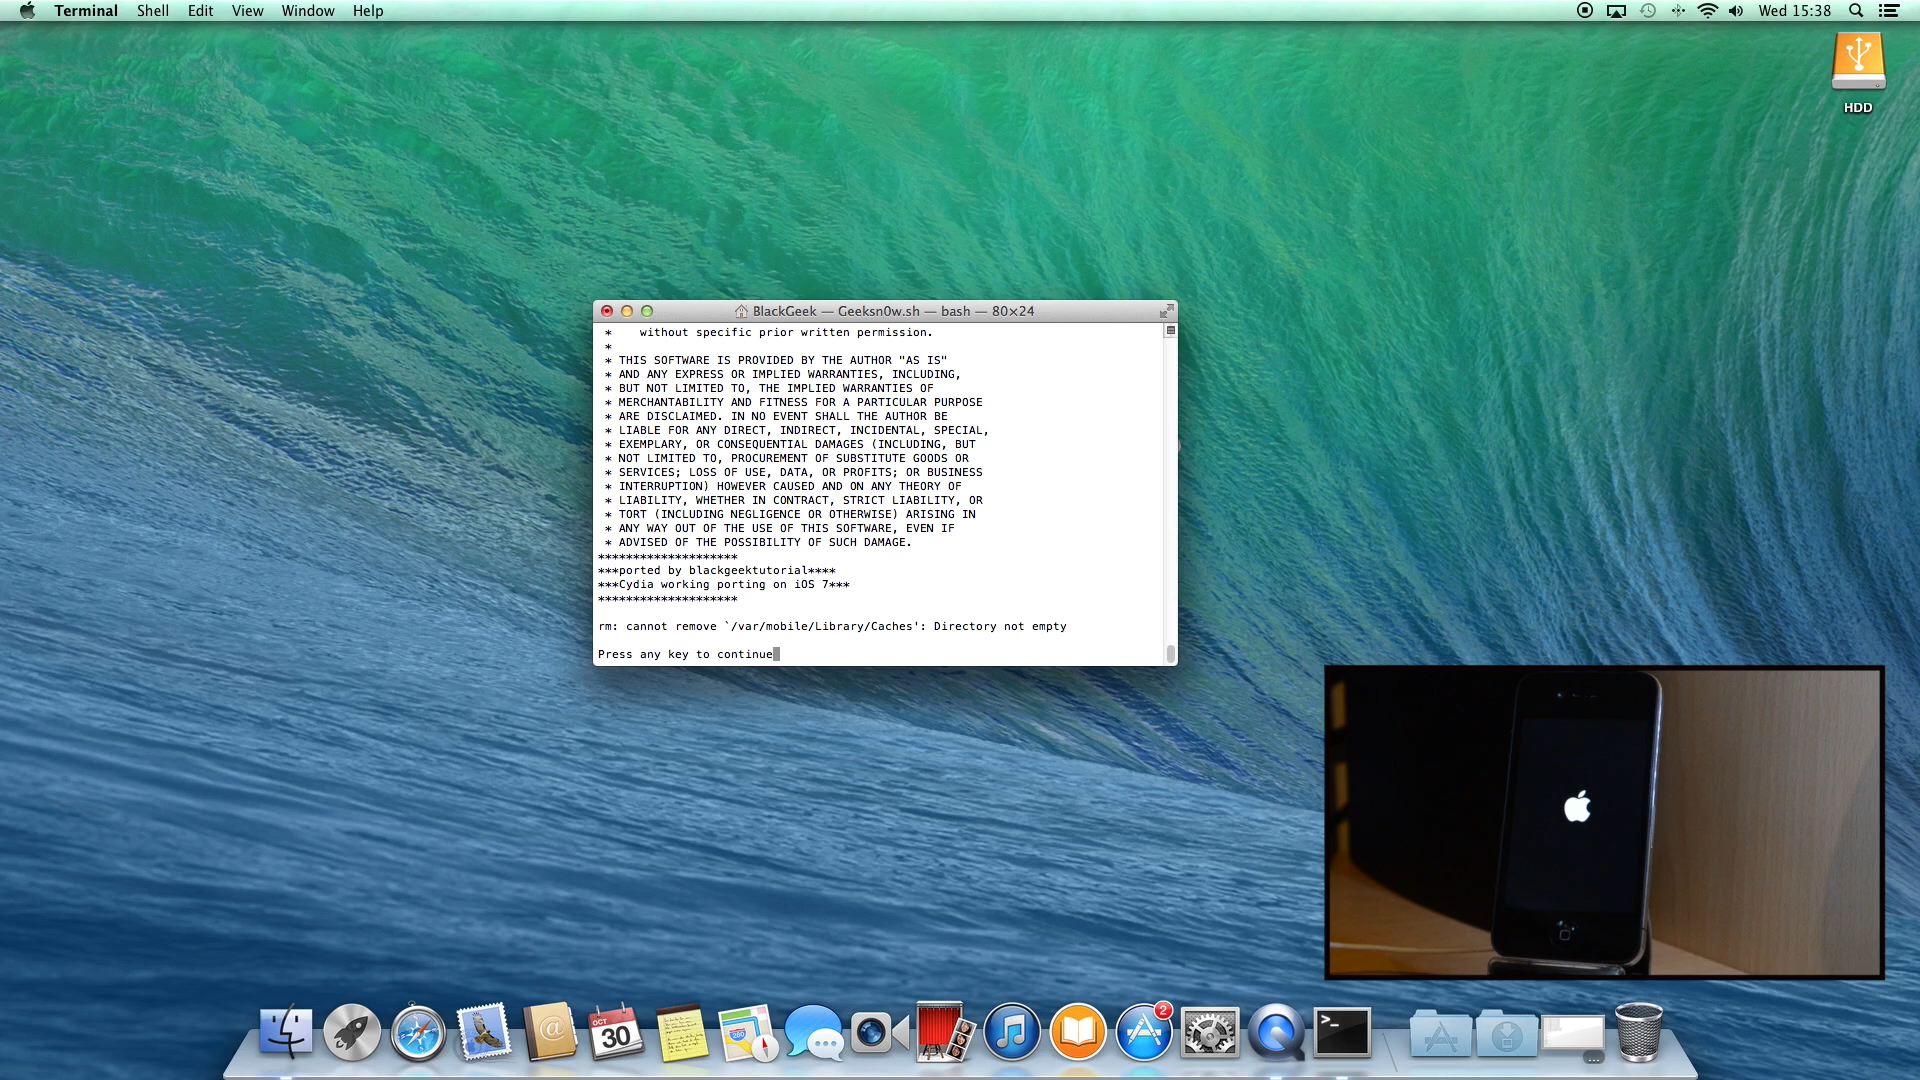 Terminal Shell Edit View Window Help
Wed 15:38
HDD
BlackGeek — Geeksn0w.sh — bash — 80×24
*    without specific prior written permission.
*
* THIS SOFTWARE IS PROVIDED BY THE AUTHOR "AS IS"
* AND ANY EXPRESS OR IMPLIED WARRANTIES, INCLUDING,
* BUT NOT LIMITED TO, THE IMPLIED WARRANTIES OF
* MERCHANTABILITY AND FITNESS FOR A PARTICULAR PURPOSE
* ARE DISCLAIMED. IN NO EVENT SHALL THE AUTHOR BE
* LIABLE FOR ANY DIRECT, INDIRECT, INCIDENTAL, SPECIAL,
* EXEMPLARY, OR CONSEQUENTIAL DAMAGES (INCLUDING, BUT
* NOT LIMITED TO, PROCUREMENT OF SUBSTITUTE GOODS OR
* SERVICES; LOSS OF USE, DATA, OR PROFITS; OR BUSINESS
* INTERRUPTION) HOWEVER CAUSED AND ON ANY THEORY OF
* LIABILITY, WHETHER IN CONTRACT, STRICT LIABILITY, OR
* TORT (INCLUDING NEGLIGENCE OR OTHERWISE) ARISING IN
* ANY WAY OUT OF THE USE OF THIS SOFTWARE, EVEN IF
* ADVISED OF THE POSSIBILITY OF SUCH DAMAGE.
********************
***ported by blackgeektutorial****
***Cydia working porting on iOS 7***
********************
rm: cannot remove `/var/mobile/Library/Caches': Directory not empty
Press any key to continue
OCT
30
2
>_